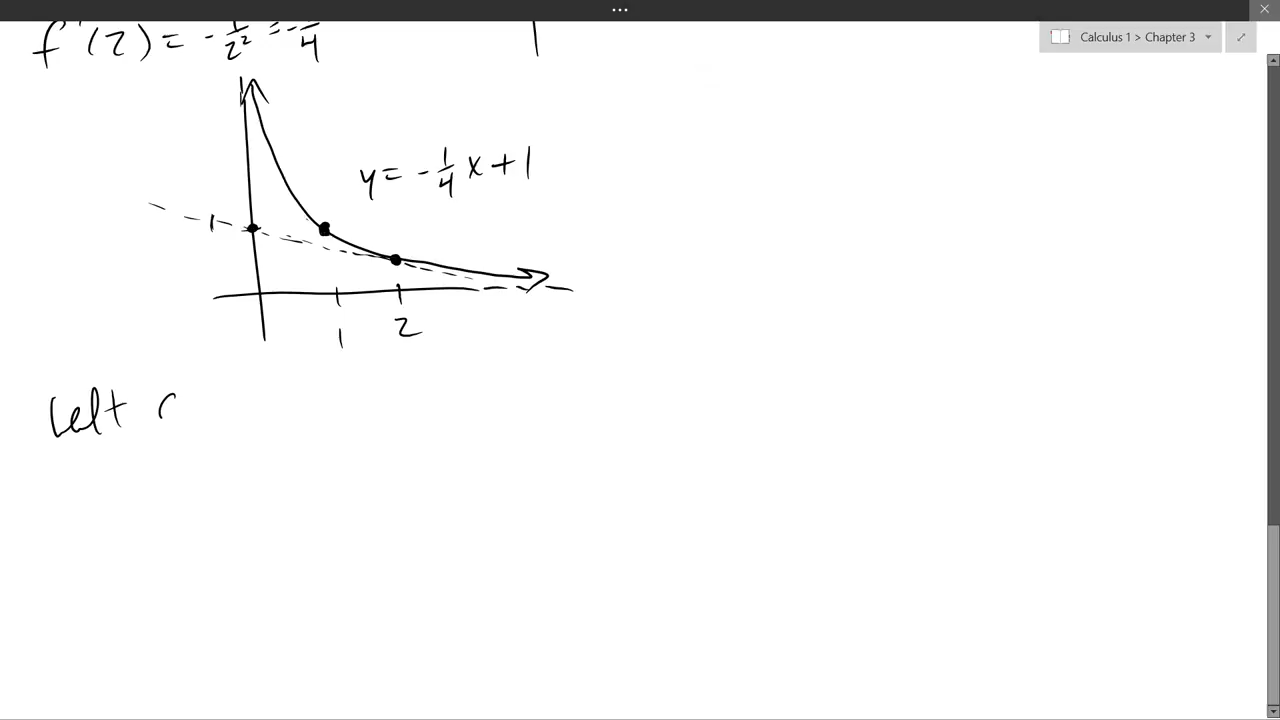 Calculus 1 > Chapter 3
f'(2) = -1/2² = -1/4
y = -1/4 x + 1
1
1 2
Left